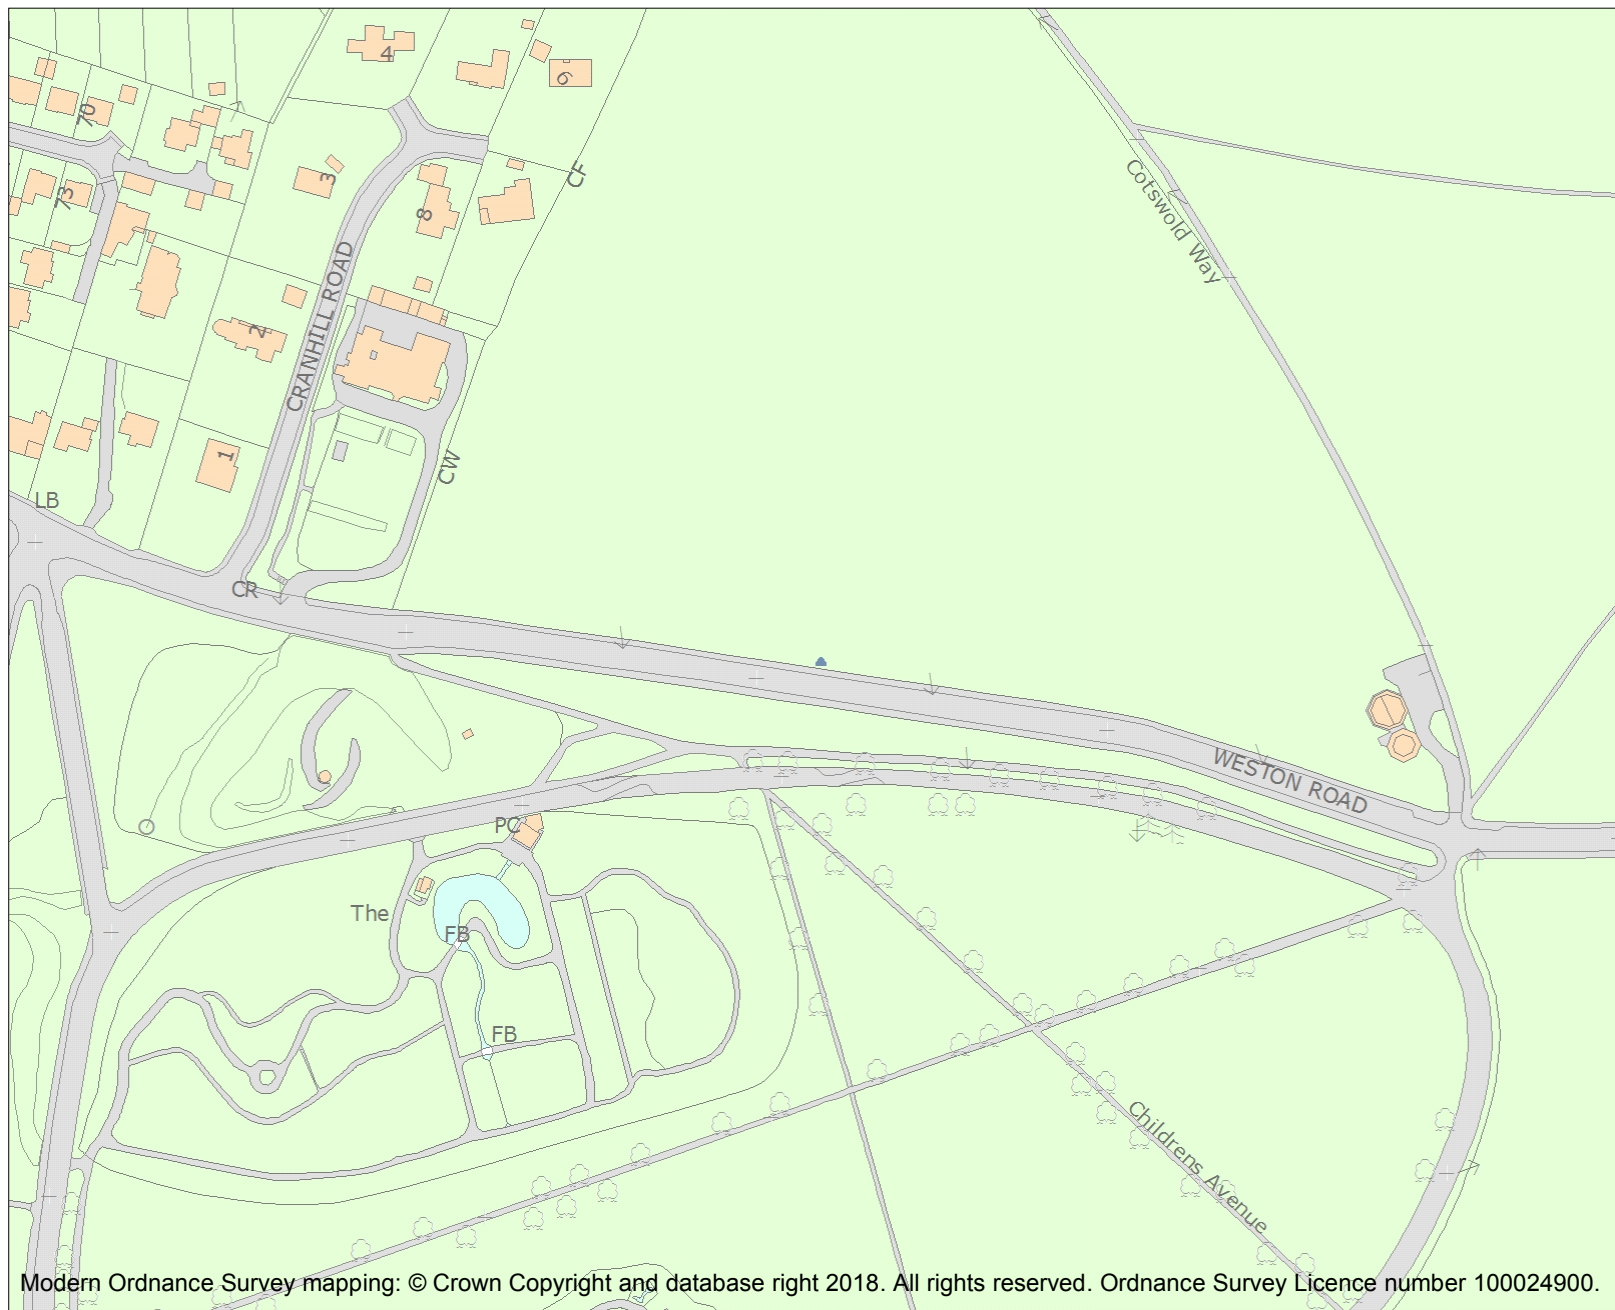 4
6
70
Cotswold Way
3
CF
73
8
CRANHILL ROAD
2
1
CW
LB
CR
WESTON ROAD
PC
The
FB
FB
Childrens Avenue
Modern Ordnance Survey mapping: © Crown Copyright and database right 2018. All rights reserved. Ordnance Survey Licence number 100024900.